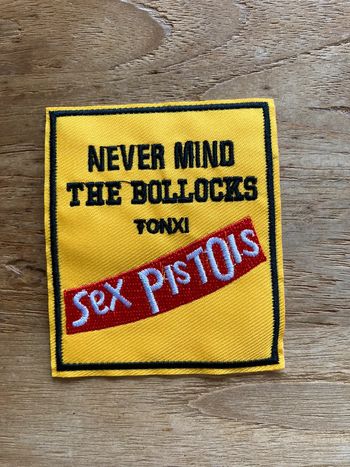 NEVER MIND
THE BOLLOCKS
TONXI
Sex PisTOls